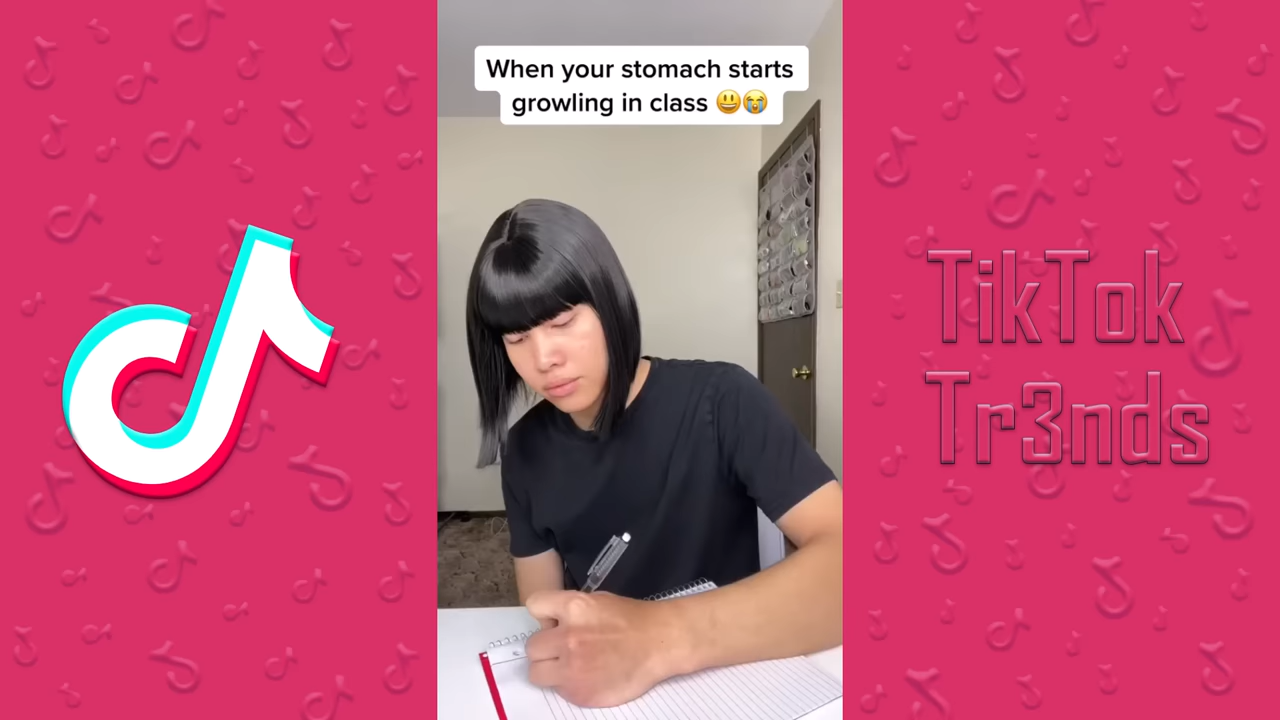 When your stomach starts
growling in class 😃😭
TikTok
Tr3nds